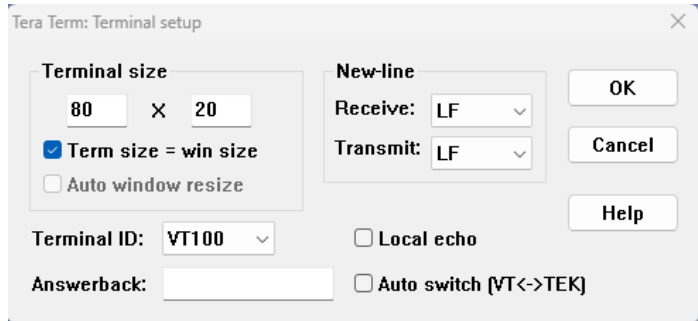 Tera Term: Terminal setup
Terminal size
80 X 20
Term size = win size
Auto window resize
New-line
Receive: LF
Transmit: LF
OK
Cancel
Help
Terminal ID: VT100
Local echo
Answerback:
Auto switch (VT<->TEK)